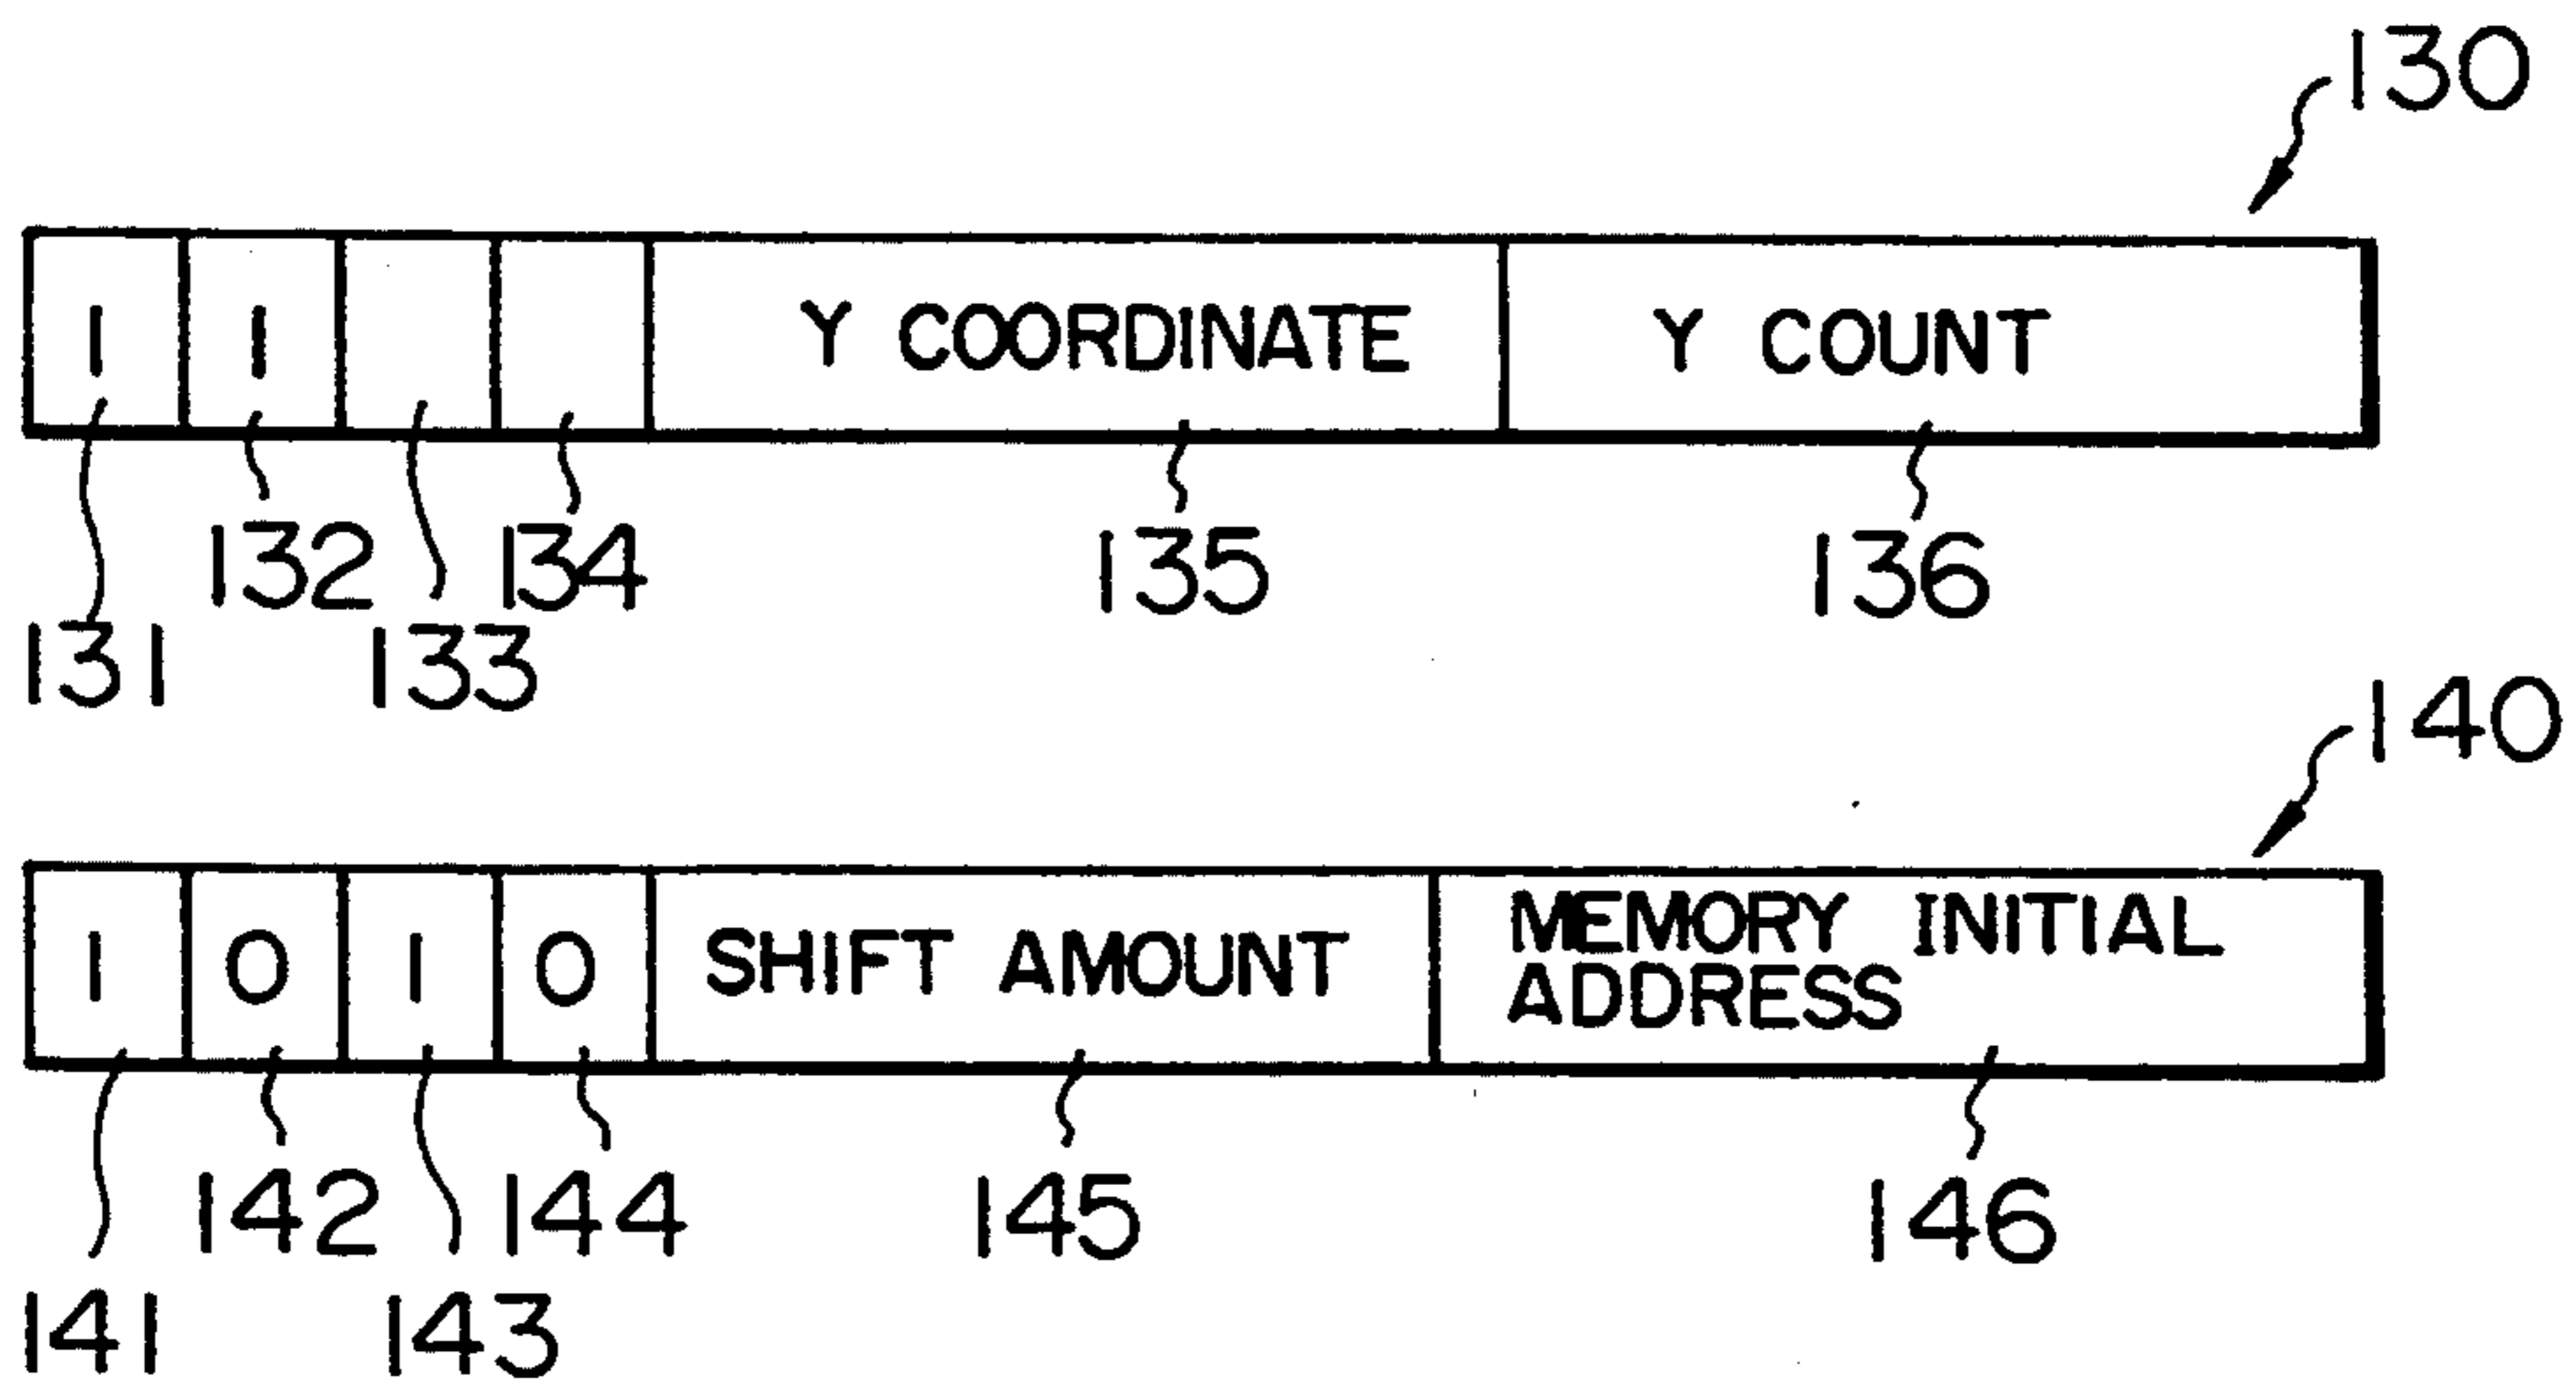 130
1 1 Y COORDINATE Y COUNT
132 134 135 136
131 133
140
1 0 1 0 SHIFT AMOUNT MEMORY INITIAL
ADDRESS
142 144 145 146
141 143